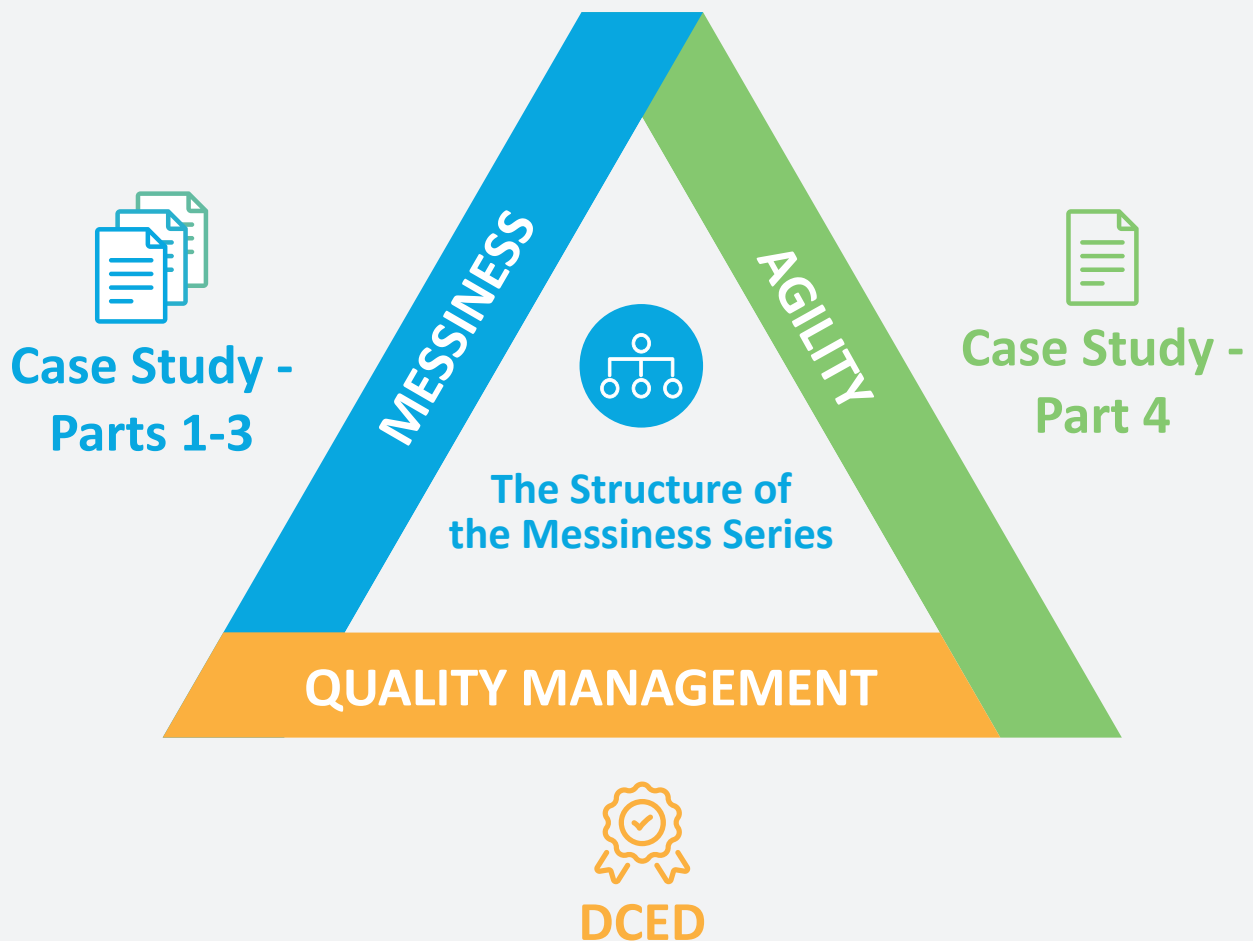 MESSINESS
AGILITY
Case Study -
Parts 1-3
Case Study -
Part 4
The Structure of
the Messiness Series
QUALITY MANAGEMENT
DCED